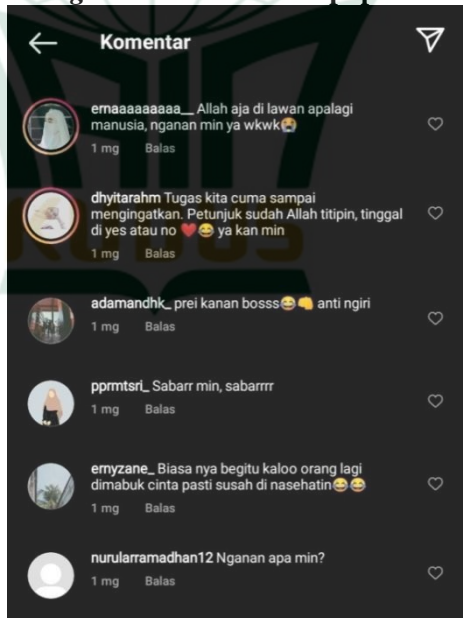 Komentar
ernaaaaaaaaa__ Allah aja di lawan apalagi
manusia, nganan min ya wkwk😭
1 mg Balas
dhyitarahm Tugas kita cuma sampai
mengingatkan. Petunjuk sudah Allah titipin, tinggal
di yes atau no ❤️😂 ya kan min
1 mg Balas
adamandhk_ prei kanan bosss😂👊 anti ngiri
1 mg Balas
pprmtsri_ Sabarr min, sabarrrr
1 mg Balas
ernyzane_ Biasa nya begitu kaloo orang lagi
dimabuk cinta pasti susah di nasehatin😂😂
1 mg Balas
nurularramadhan12 Nganan apa min?
1 mg Balas